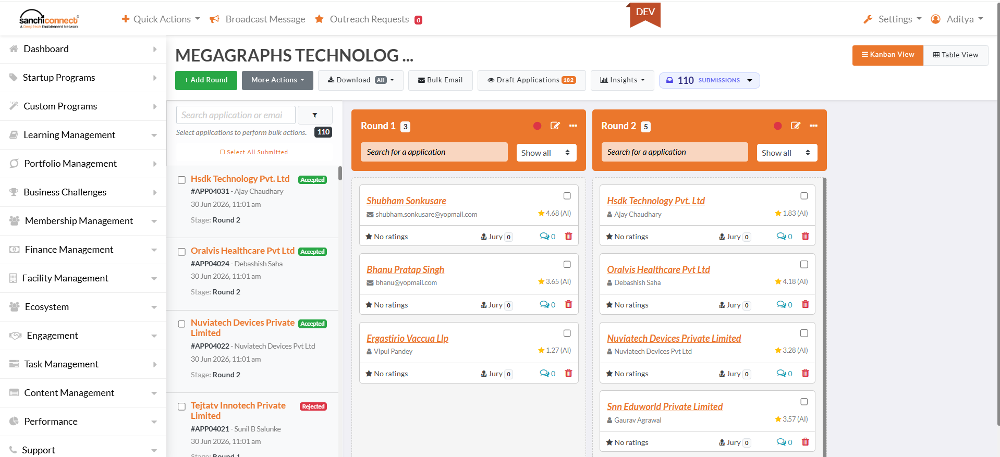 sanchiconnect®
A DeepTech Enablement Network
Quick Actions
Broadcast Message
Outreach Requests 0
DEV
Settings
Aditya
Dashboard
Startup Programs
Custom Programs
Learning Management
Portfolio Management
Business Challenges
Membership Management
Finance Management
Facility Management
Ecosystem
Engagement
Task Management
Content Management
Performance
Support
MEGAGRAPHS TECHNOLOG ...
Kanban View
Table View
+ Add Round
More Actions
Download All
Bulk Email
Draft Applications 182
Insights
110 SUBMISSIONS
Search application or emai
Select applications to perform bulk actions. 110
Select All Submitted
Hsdk Technology Pvt. Ltd Accepted
#APP04031 - Ajay Chaudhary
30 Jun 2026, 11:01 am
Stage: Round 2
Oralvis Healthcare Pvt Ltd Accepted
#APP04024 - Debashish Saha
30 Jun 2026, 11:01 am
Stage: Round 2
Nuviatech Devices Private Accepted
Limited
#APP04022 - Nuviatech Devices Pvt Ltd
30 Jun 2026, 11:01 am
Stage: Round 2
Tejtatv Innotech Private Rejected
Limited
#APP04021 - Sunil B Salunke
30 Jun 2026, 11:01 am
Stage: Round 1
Round 1 3
Search for a application
Show all
Shubham Sonkusare
shubham.sonkusare@yopmail.com
4.68 (AI)
No ratings Jury 0 0
Bhanu Pratap Singh
bhanu@yopmail.com
3.65 (AI)
No ratings Jury 0 0
Ergastirio Vaccua Llp
Vipul Pandey
1.27 (AI)
No ratings Jury 0 0
Round 2 5
Search for a application
Show all
Hsdk Technology Pvt. Ltd
Ajay Chaudhary
1.83 (AI)
No ratings Jury 0 0
Oralvis Healthcare Pvt Ltd
Debashish Saha
4.18 (AI)
No ratings Jury 0 0
Nuviatech Devices Private Limited
Nuviatech Devices Pvt Ltd
3.28 (AI)
No ratings Jury 0 0
Snn Eduworld Private Limited
Gaurav Agrawal
3.57 (AI)
No ratings Jury 0 0